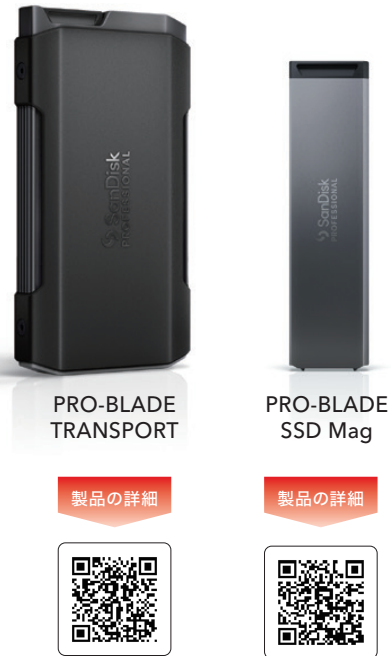 SanDisk
PROFESSIONAL
SanDisk
PROFESSIONAL
PRO-BLADE
TRANSPORT
PRO-BLADE
SSD Mag
製品の詳細
製品の詳細